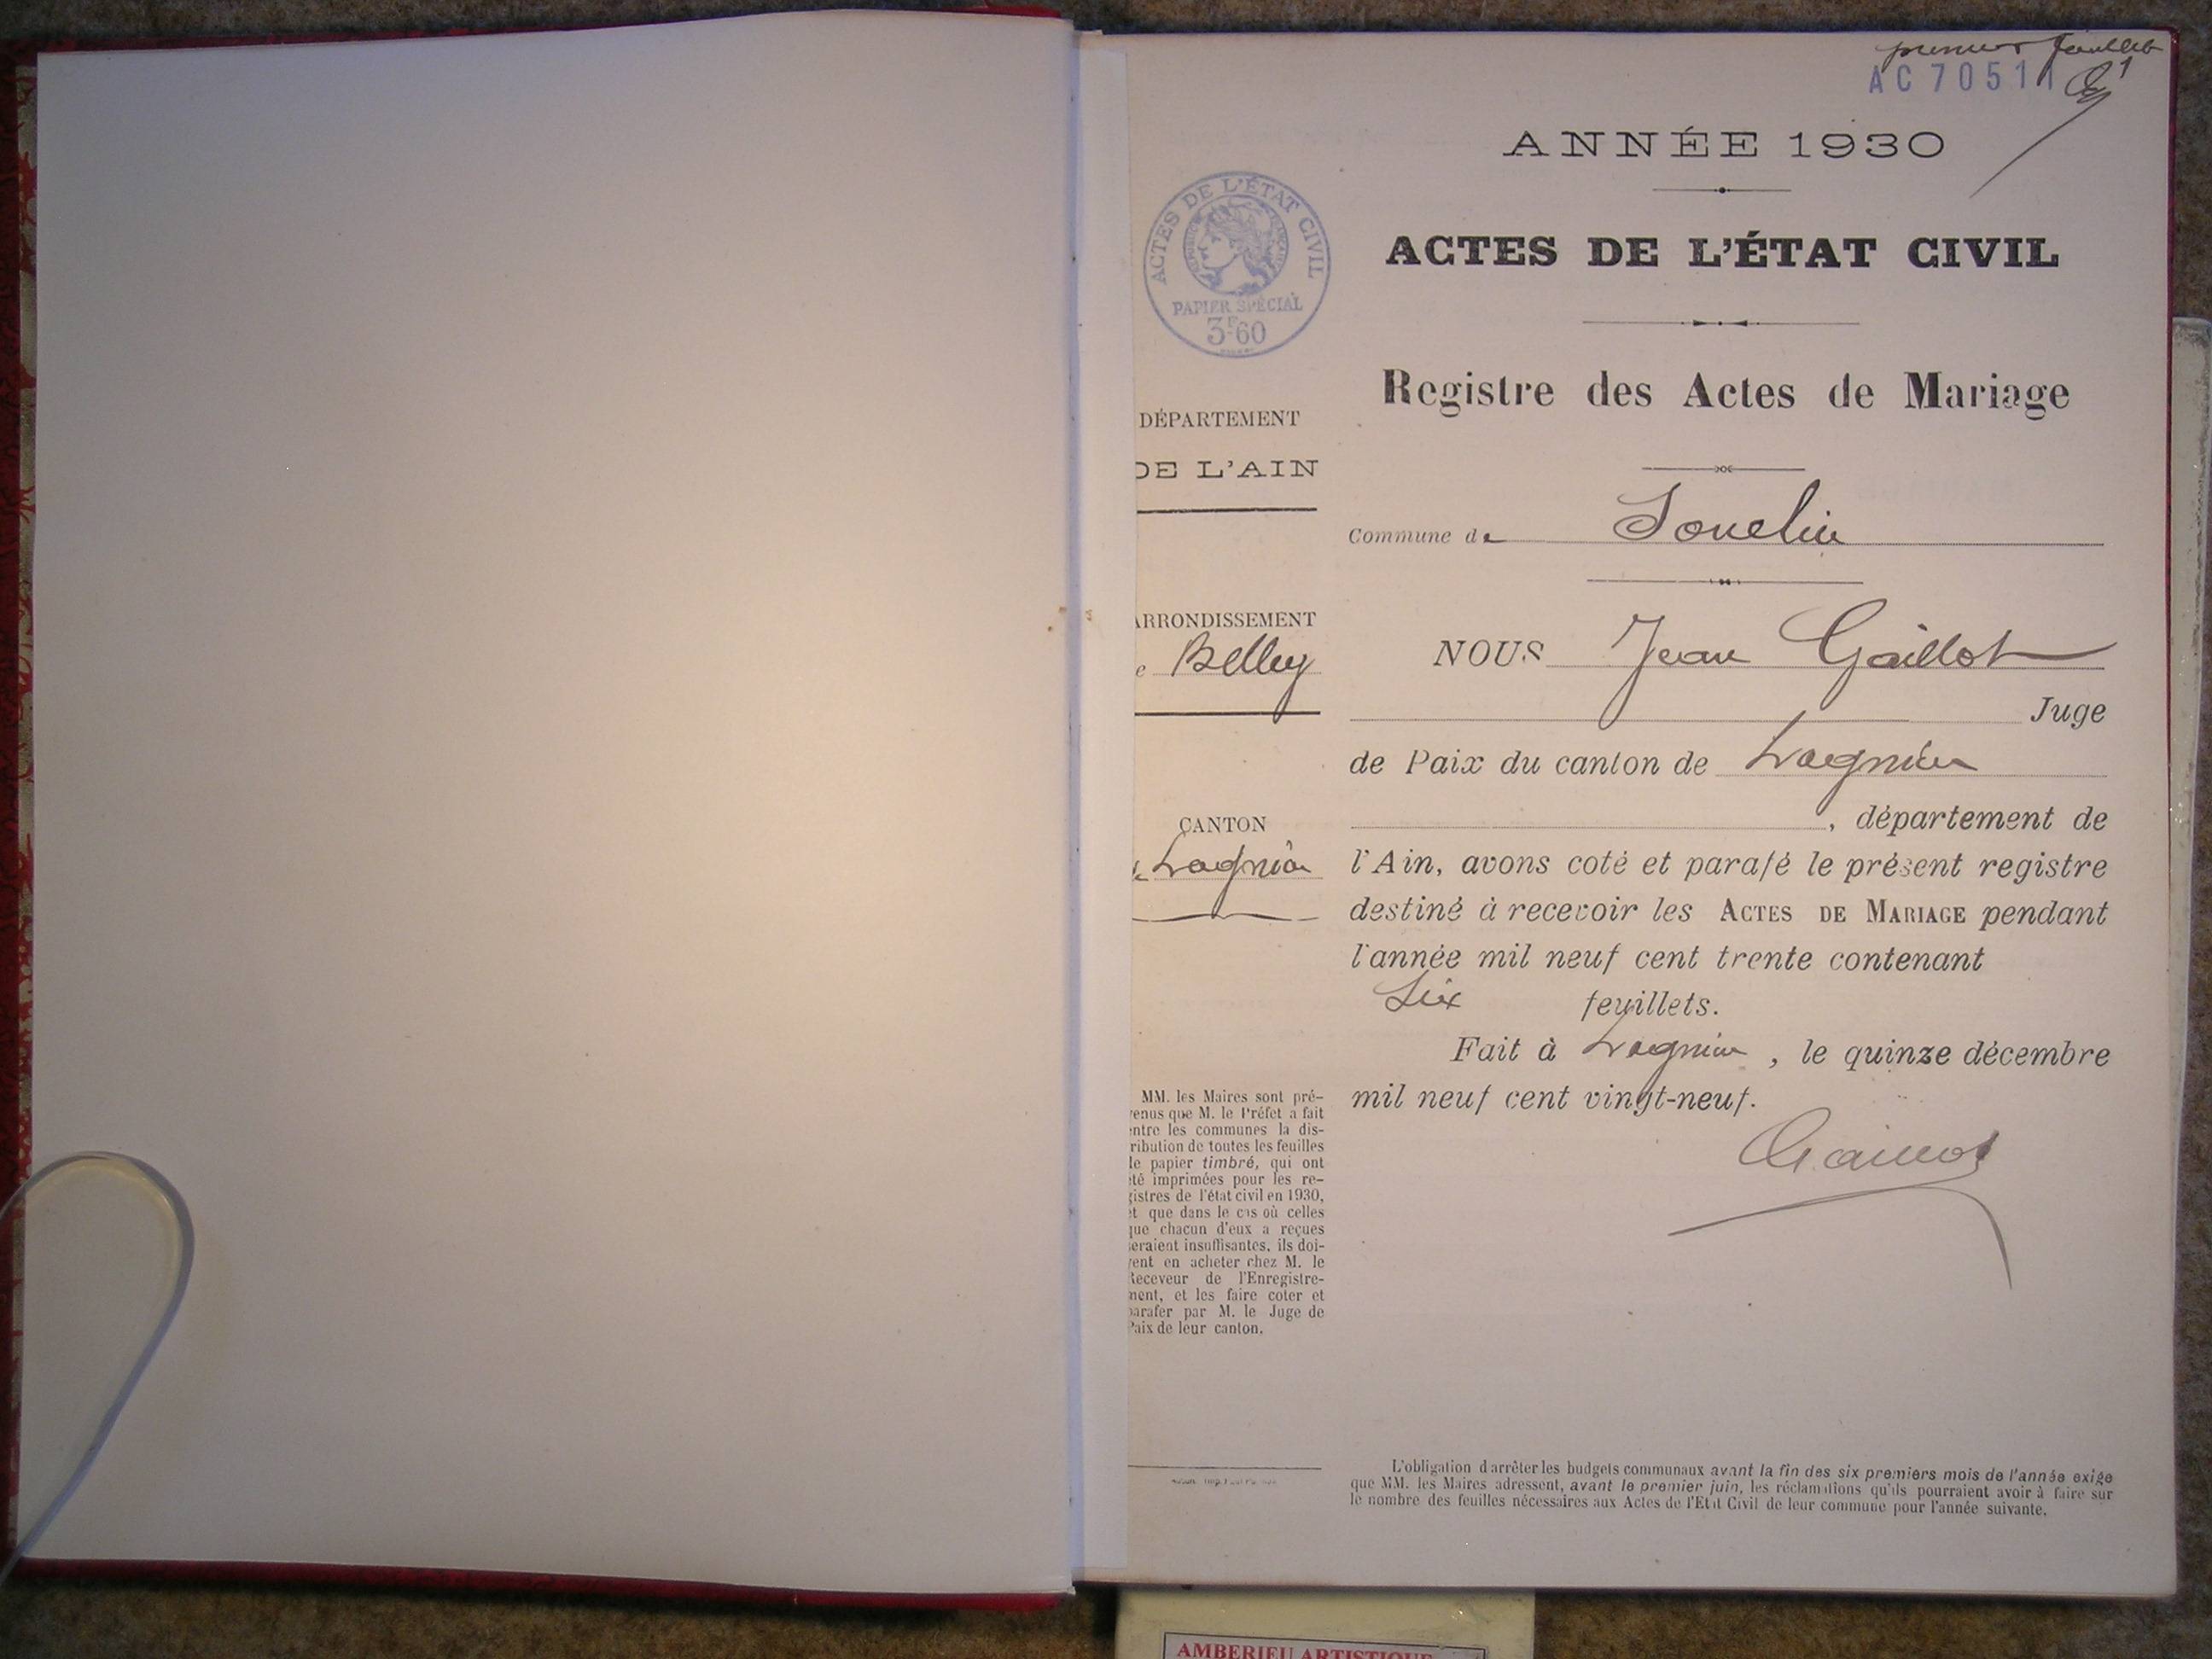 premier feuillet
AC 70511
1
ANNÉE 1930
ACTES DE L'ÉTAT CIVIL
RÉPUBLIQUE FRANÇAISE
PAPIER SPÉCIAL
3F60
ACTES DE L'ÉTAT CIVIL
Registre des Actes de Mariage
DÉPARTEMENT
DE L'AIN
Commune de Souclin
ARRONDISSEMENT
e Belley
NOUS Jean Gaillot
Juge
de Paix du canton de Lagnieu
CANTON
Lagnieu
, département de
l'Ain, avons coté et parafé le présent registre
destiné à recevoir les ACTES DE MARIAGE pendant
l'année mil neuf cent trente contenant
Six feuillets.
Fait à Lagnieu, le quinze décembre
mil neuf cent vingt-neuf.
Gaillot
MM. les Maires sont pré-
venus que M. le Préfet a fait
entre les communes la dis-
tribution de toutes les feuilles
de papier timbré, qui ont
été imprimées pour les re-
gistres de l'état civil en 1930,
et que dans le cas où celles
que chacun d'eux a reçues
seraient insuffisantes, ils doi-
vent en acheter chez M. le
Receveur de l'Enregistre-
ment, et les faire coter et
parafer par M. le Juge de
Paix de leur canton.
L'obligation d'arrêter les budgets communaux avant la fin des six premiers mois de l'année exige
que MM. les Maires adressent, avant le premier juin, les réclamations qu'ils pourraient avoir à faire sur
le nombre des feuilles nécessaires aux Actes de l'Etat Civil de leur commune pour l'année suivante.
AMBERIEU ARTISTIQUE